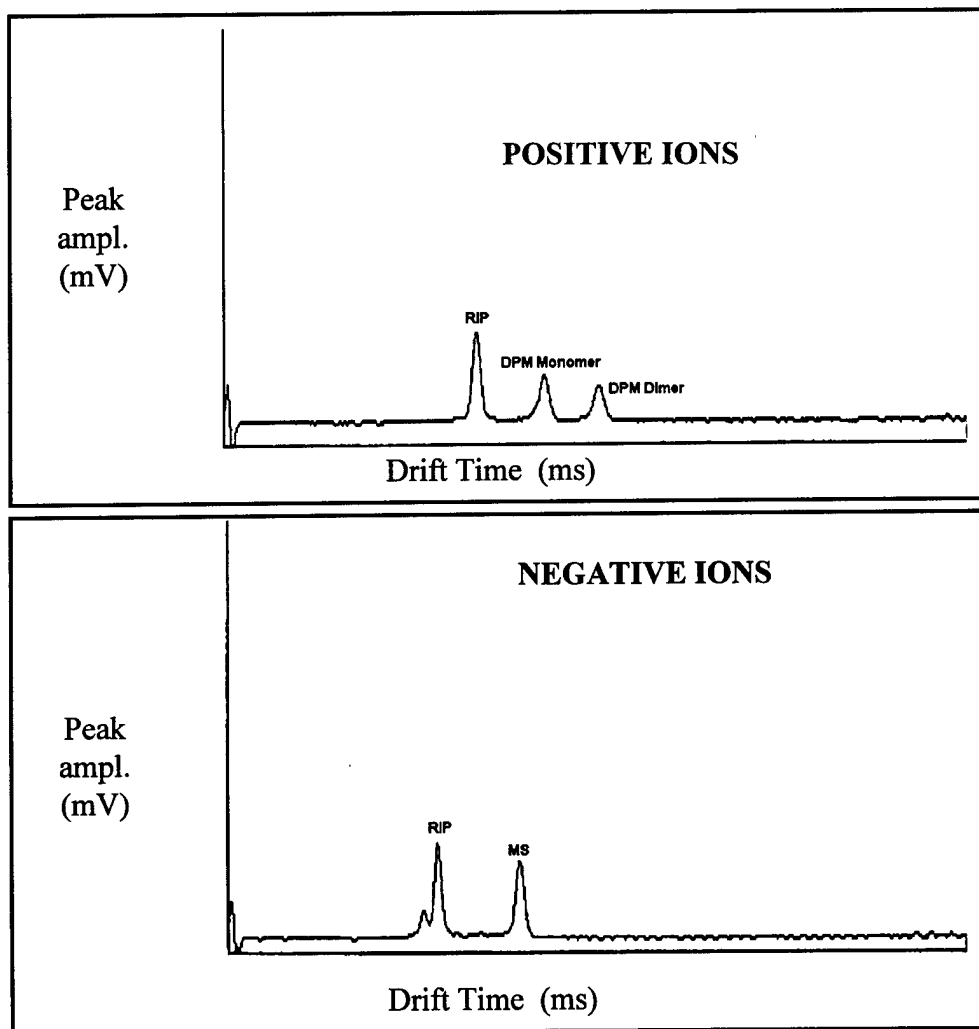 POSITIVE IONS
Peak
ampl.
(mV)
RIP
DPM Monomer
DPM Dimer
Drift Time (ms)
NEGATIVE IONS
Peak
ampl.
(mV)
RIP
MS
Drift Time (ms)